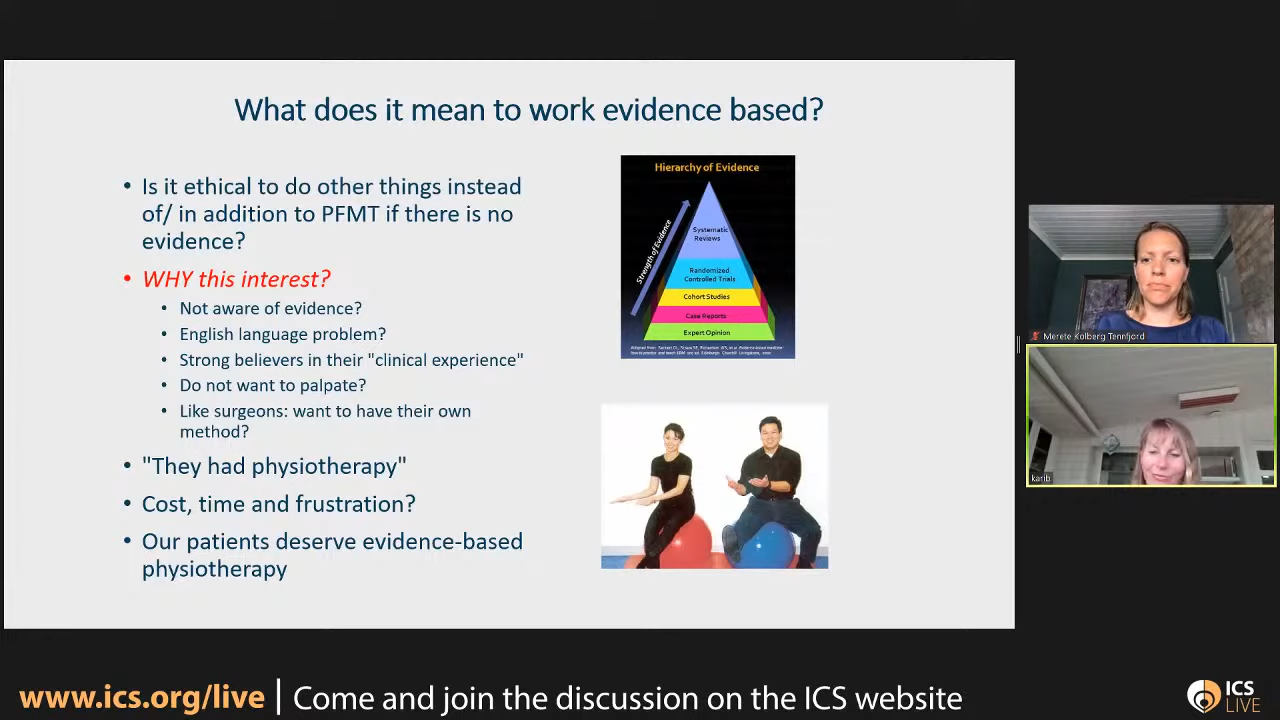 What does it mean to work evidence based?
• Is it ethical to do other things instead
of/ in addition to PFMT if there is no
evidence?
• WHY this interest?
• Not aware of evidence?
• English language problem?
• Strong believers in their "clinical experience"
• Do not want to palpate?
• Like surgeons: want to have their own
method?
• "They had physiotherapy"
• Cost, time and frustration?
• Our patients deserve evidence-based
physiotherapy
Hierarchy of Evidence
Strength of Evidence
Systematic
Reviews
Randomized
Controlled Trials
Cohort Studies
Case Reports
Expert Opinion
Merete Kolberg Tennfjord
karib
www.ics.org/live | Come and join the discussion on the ICS website
ICS
LIVE